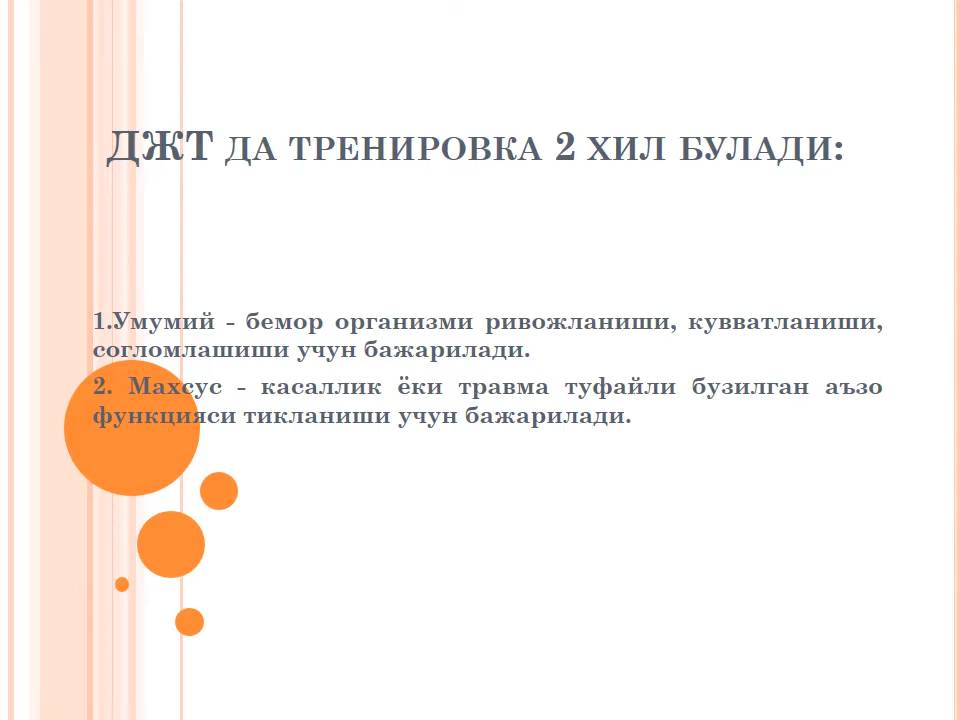 ДЖТ да тренировка 2 хил булади:
1.Умумий - бемор организми ривожланиши, кувватланиши,
согломлашиши учун бажарилади.
2. Махсус - касаллик ёки травма туфайли бузилган аъзо
функцияси тикланиши учун бажарилади.